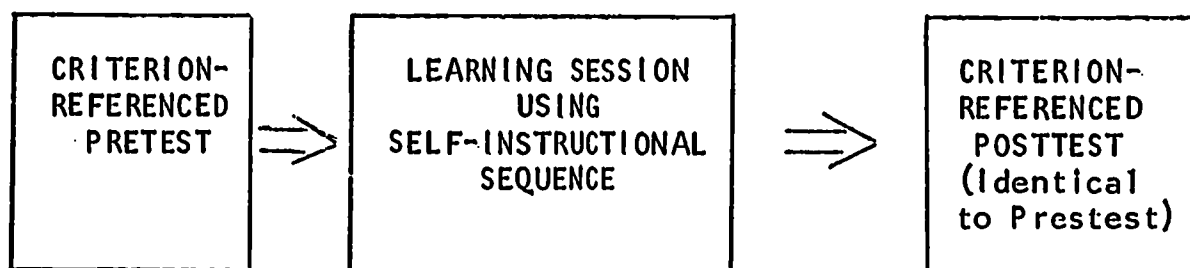 CRITERION-
REFERENCED
PRETEST
LEARNING SESSION
USING
SELF-INSTRUCTIONAL
SEQUENCE
CRITERION-
REFERENCED
POSTTEST
(Identical
to Prestest)